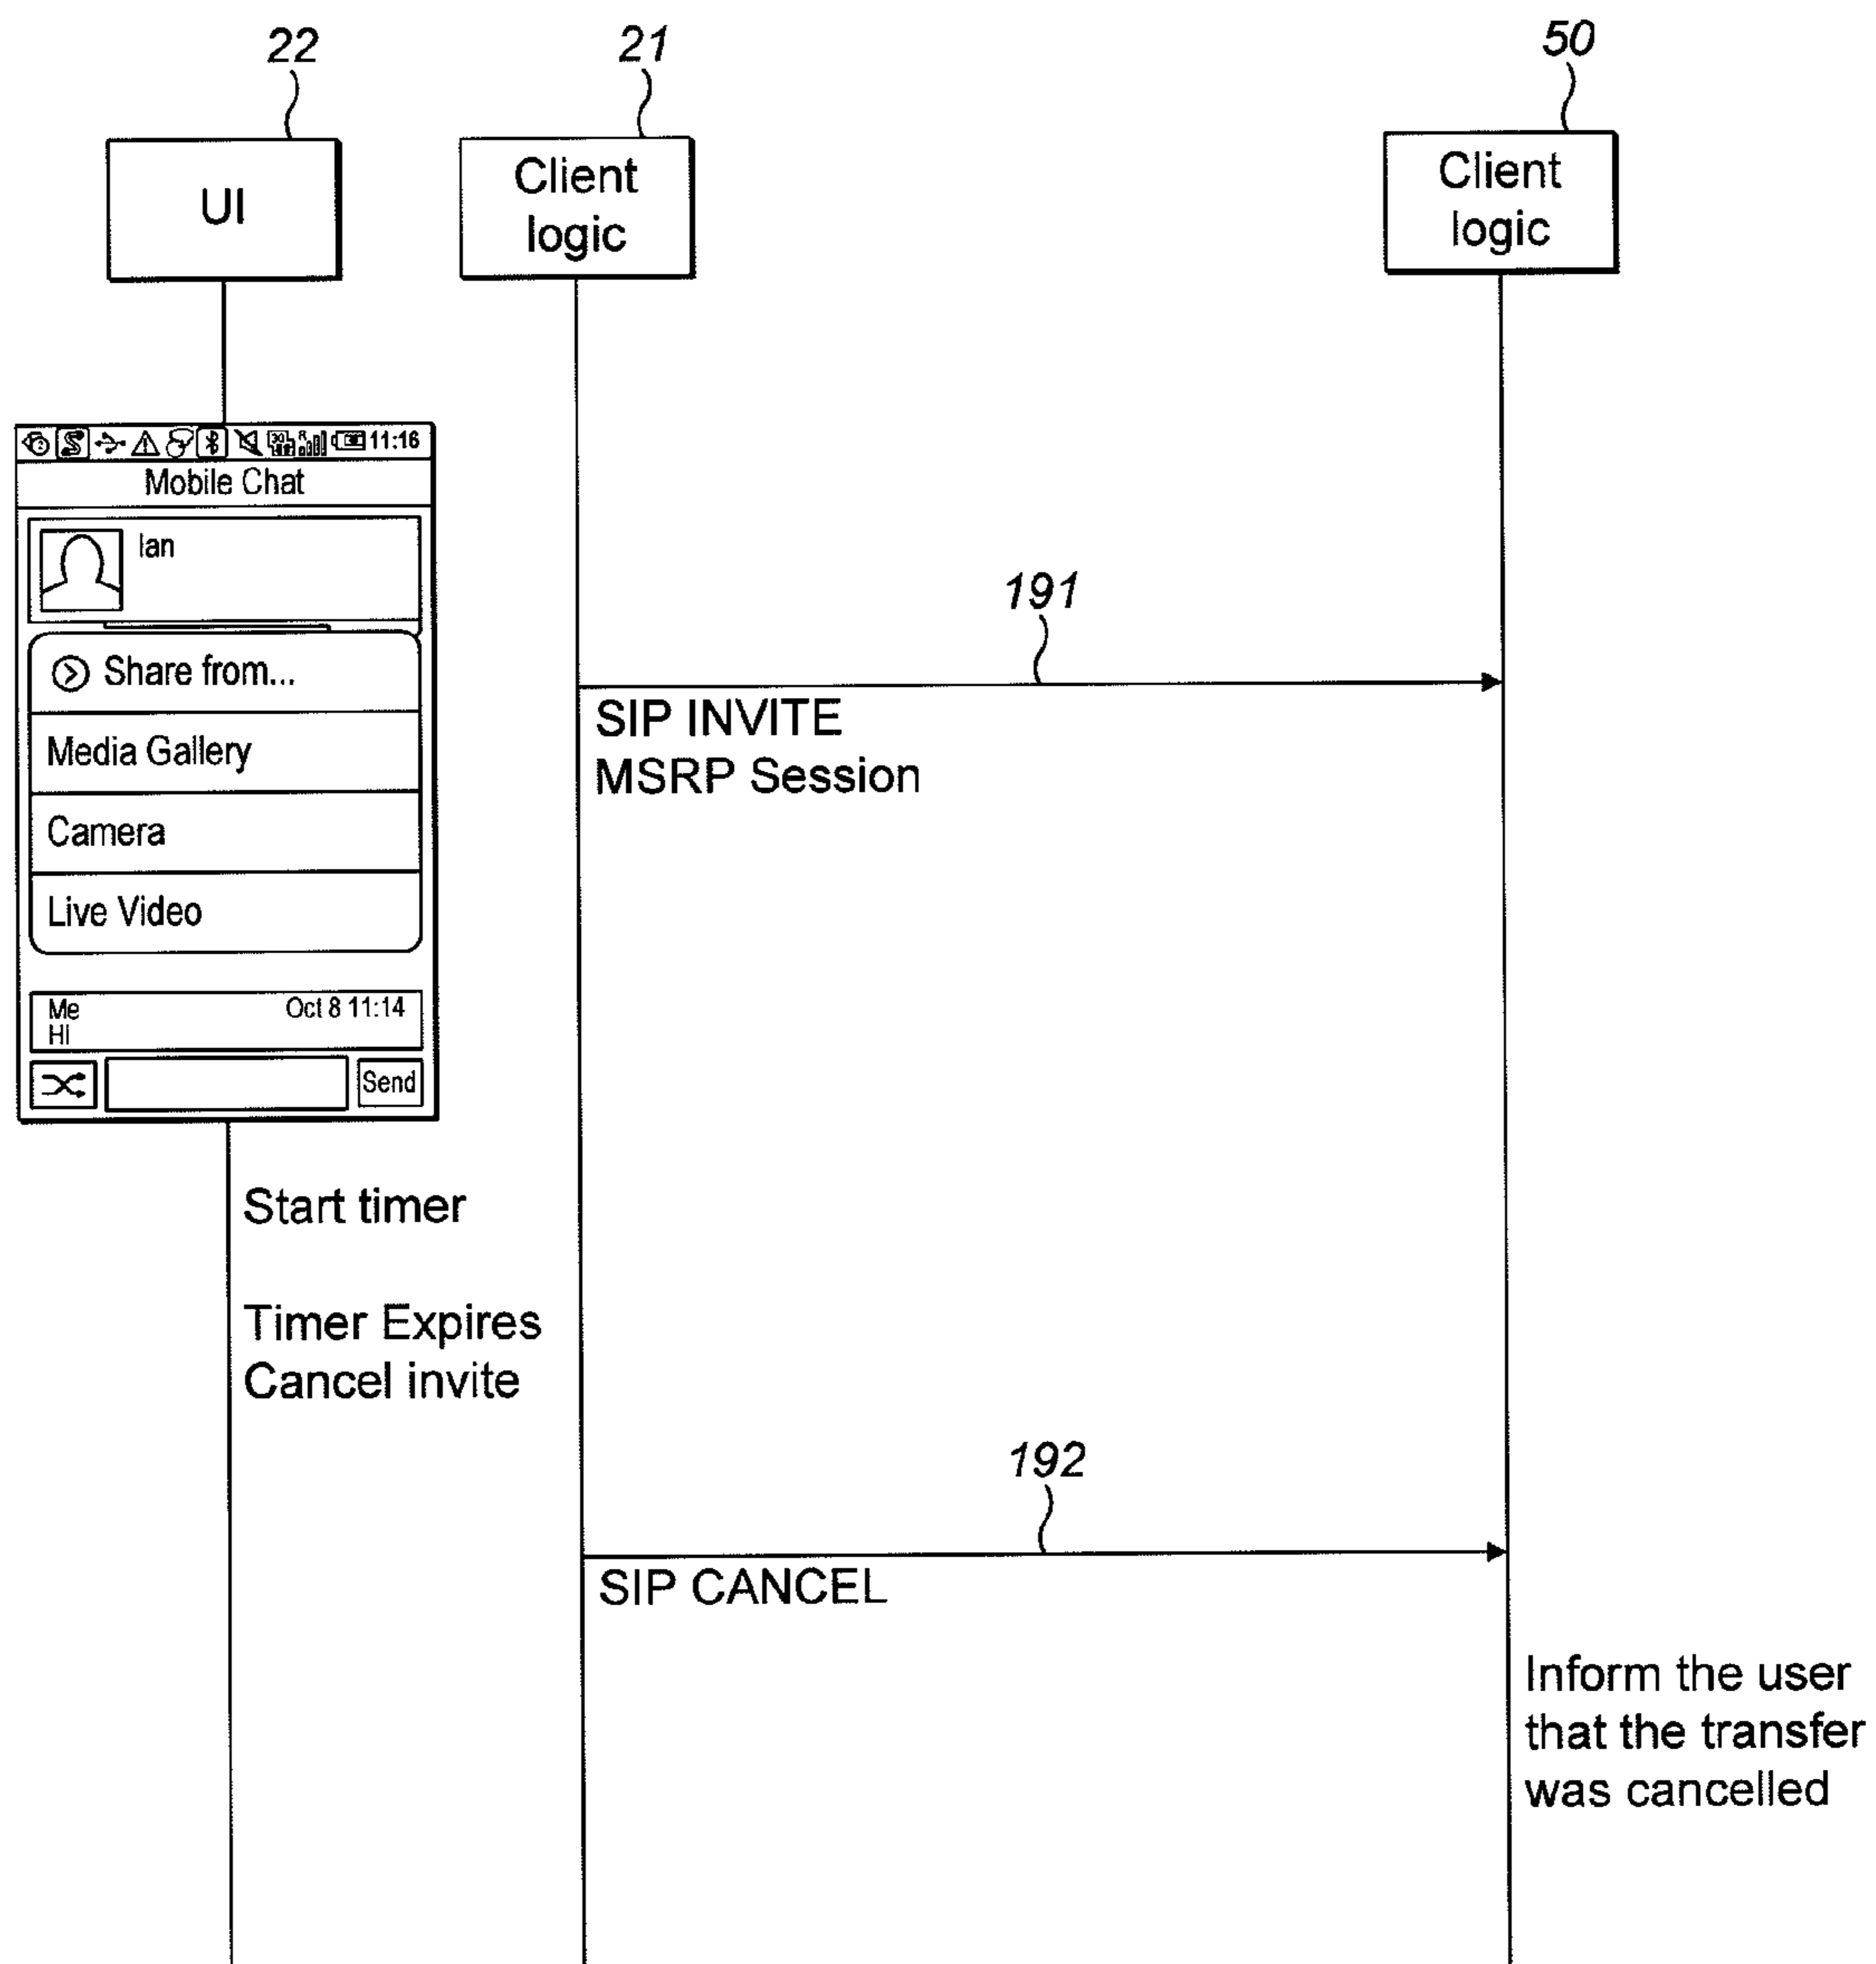 22
21
50
UI
Client
logic
Client
logic
11:16
Mobile Chat
Ian
Share from...
Media Gallery
Camera
Live Video
Me Oct 8 11:14
Hi
Send
191
SIP INVITE
MSRP Session
Start timer
Timer Expires
Cancel invite
192
SIP CANCEL
Inform the user
that the transfer
was cancelled